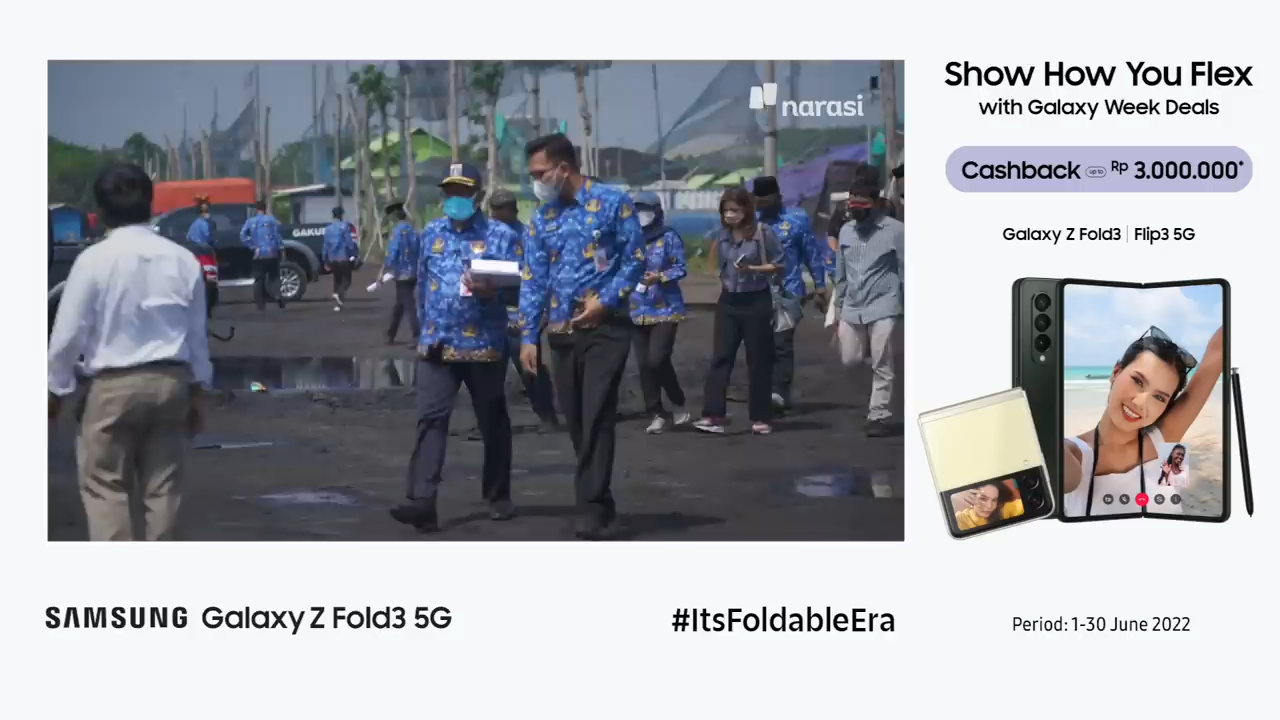 narasi
GAKU
Show How You Flex
with Galaxy Week Deals
Cashback up to Rp 3.000.000*
Galaxy Z Fold3 | Flip3 5G
SAMSUNG Galaxy Z Fold3 5G
#ItsFoldableEra
Period: 1-30 June 2022